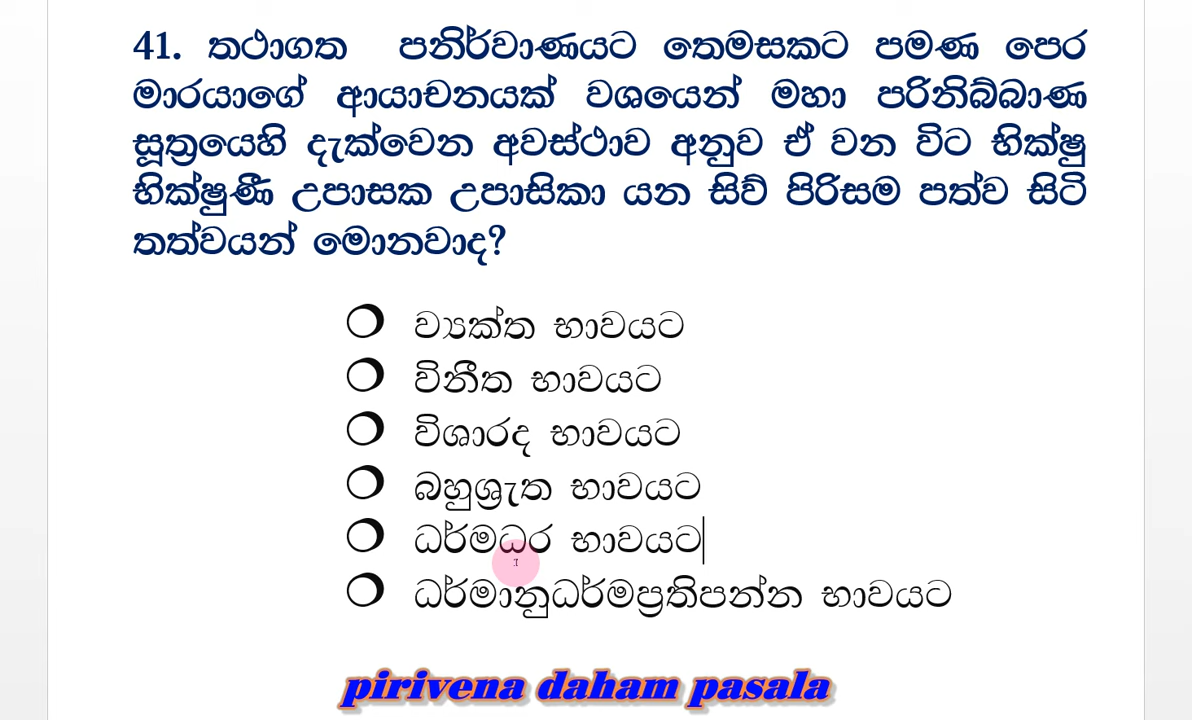 41. තථාගත පනිර්වාණයට තෙමසකට පමණ පෙර
මාරයාගේ ආයාචනයක් වශයෙන් මහා පරිනිබ්බාණ
සූත්‍රයෙහි දැක්වෙන අවස්ථාව අනුව ඒ වන විට භික්ෂු
භික්ෂුණී උපාසක උපාසිකා යන සිව් පිරිසම පත්ව සිටි
තත්වයන් මොනවාද?
ව්‍යක්ත භාවයට
විනීත භාවයට
විශාරද භාවයට
බහුශ්‍රැත භාවයට
ධර්මධර භාවයට
ධර්මානුධර්මප්‍රතිපන්න භාවයට
pirivena daham pasala